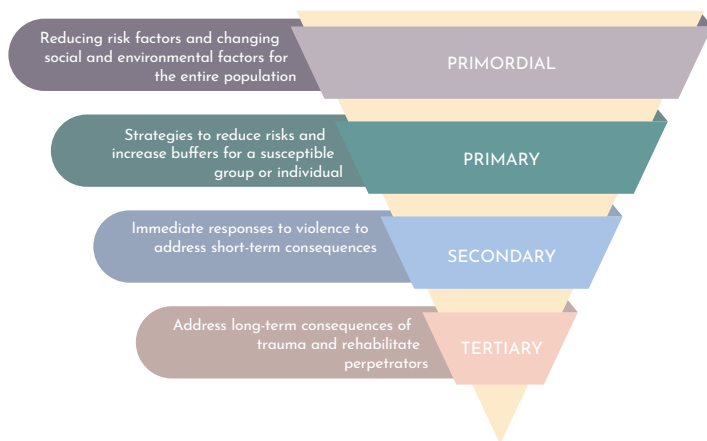 Reducing risk factors and changing
social and environmental factors for
the entire population
PRIMORDIAL
Strategies to reduce risks and
increase buffers for a susceptible
group or individual
PRIMARY
Immediate responses to violence to
address short-term consequences
SECONDARY
Address long-term consequences of
trauma and rehabilitate
perpetrators
TERTIARY